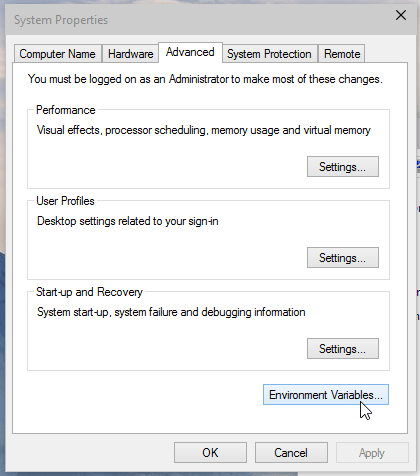 System Properties
Computer Name Hardware Advanced System Protection Remote
You must be logged on as an Administrator to make most of these changes.
Performance
Visual effects, processor scheduling, memory usage and virtual memory
Settings...
User Profiles
Desktop settings related to your sign-in
Settings...
Start-up and Recovery
System start-up, system failure and debugging information
Settings...
Environment Variables...
OK Cancel Apply